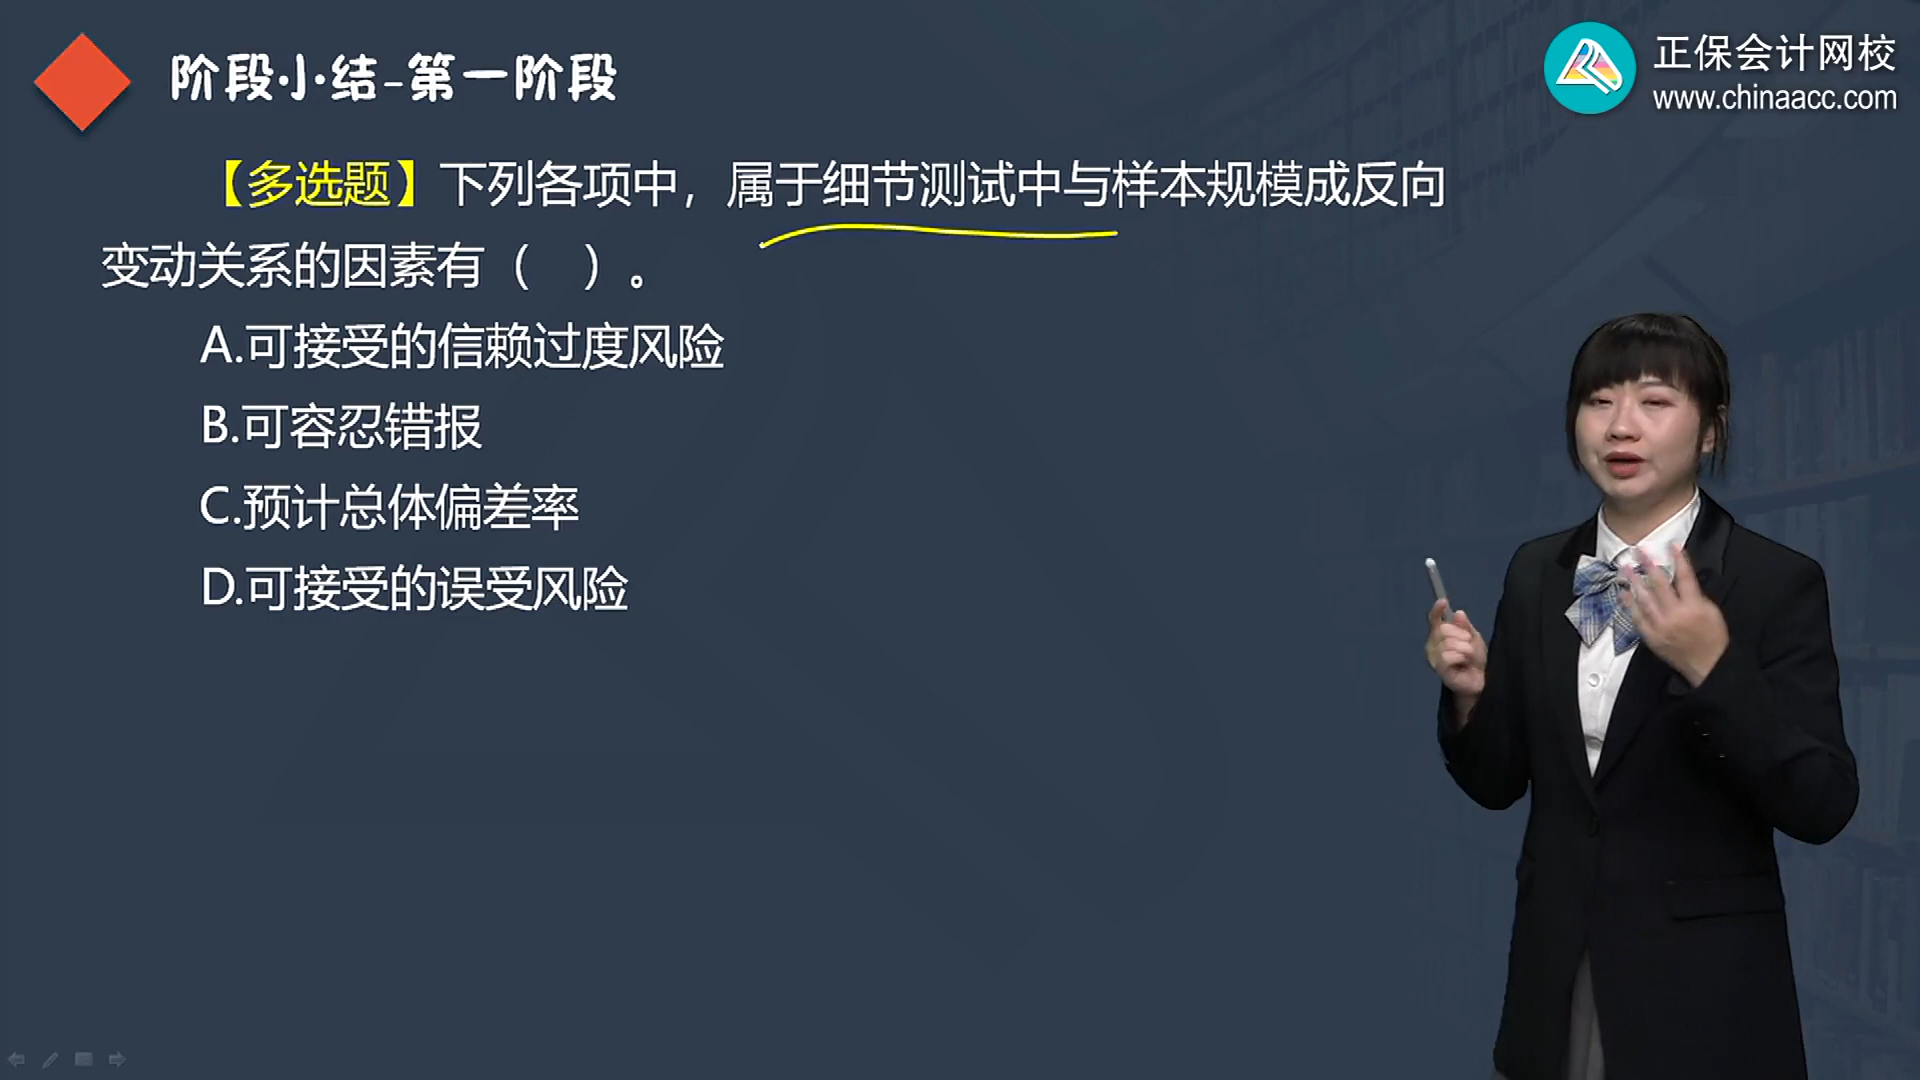 阶段小结-第一阶段
正保会计网校
www.chinaacc.com
【多选题】下列各项中，属于细节测试中与样本规模成反向
变动关系的因素有（ ）。
A.可接受的信赖过度风险
B.可容忍错报
C.预计总体偏差率
D.可接受的误受风险